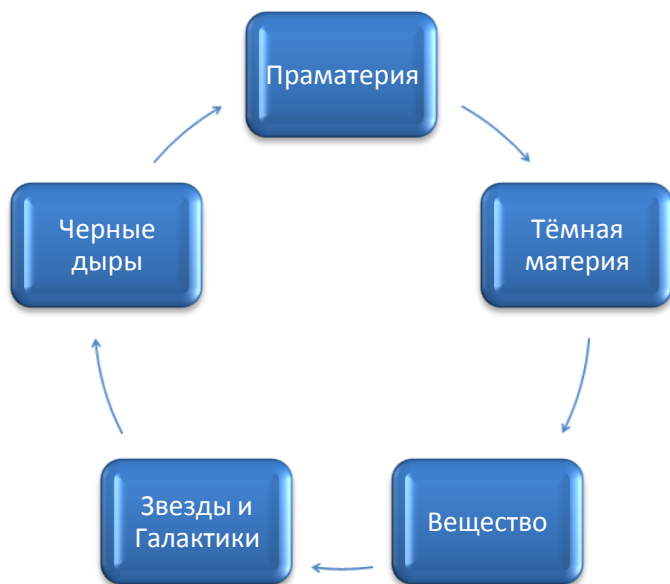 Праматерия
Тёмная
материя
Вещество
Звезды и
Галактики
Черные
дыры